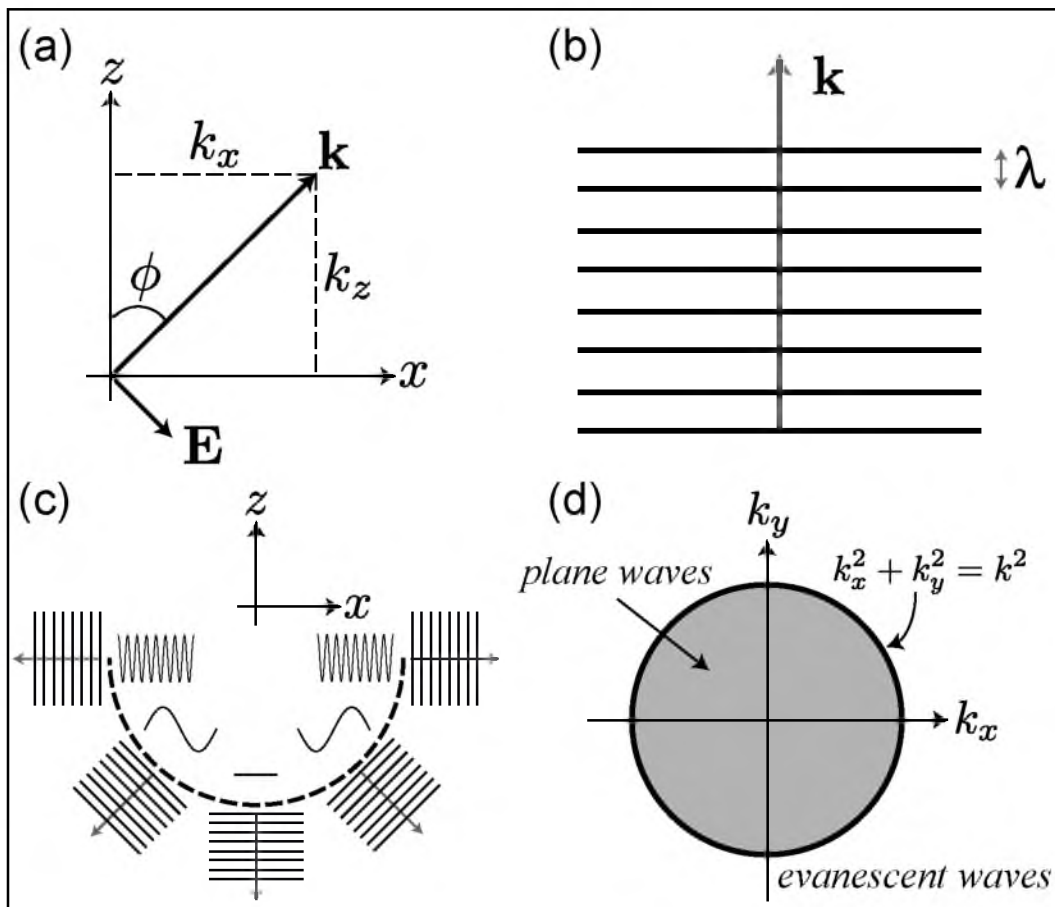 (a)
z
k_x
k
ϕ
k_z
x
E
(b)
k
λ
(c)
z
x
(d)
k_y
plane waves
k_x^2 + k_y^2 = k^2
k_x
evanescent waves